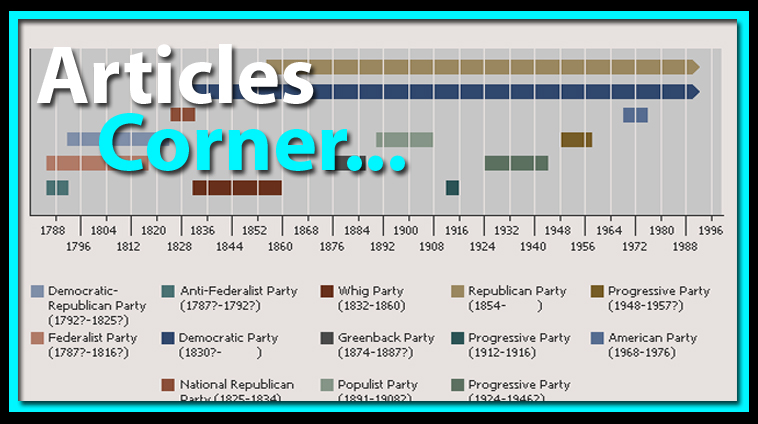 Articles
Corner...
1788 1804 1820 1836 1852 1868 1884 1900 1916 1932 1948 1964 1980 1996
1796 1812 1828 1844 1860 1876 1892 1908 1924 1940 1956 1972 1988
Democratic-
Republican Party
(1792?-1825?)
Federalist Party
(1787?-1816?)
Anti-Federalist Party
(1787?-1792?)
Democratic Party
(1830?- )
National Republican
Party (1825-1834)
Whig Party
(1832-1860)
Greenback Party
(1874-1887?)
Populist Party
(1891-1908?)
Republican Party
(1854- )
Progressive Party
(1912-1916)
Progressive Party
(1924-1946?)
Progressive Party
(1948-1957?)
American Party
(1968-1976)